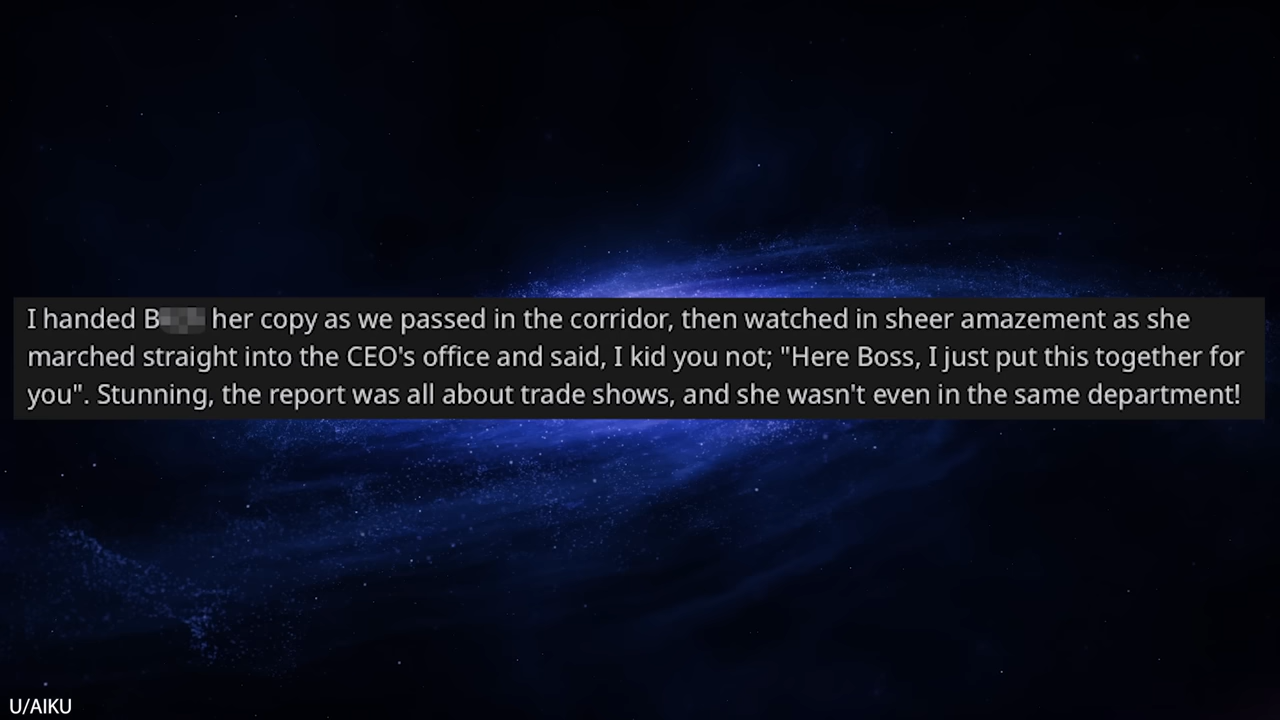 I handed B her copy as we passed in the corridor, then watched in sheer amazement as she
marched straight into the CEO's office and said, I kid you not; "Here Boss, I just put this together for
you". Stunning, the report was all about trade shows, and she wasn't even in the same department!
U/AIKU